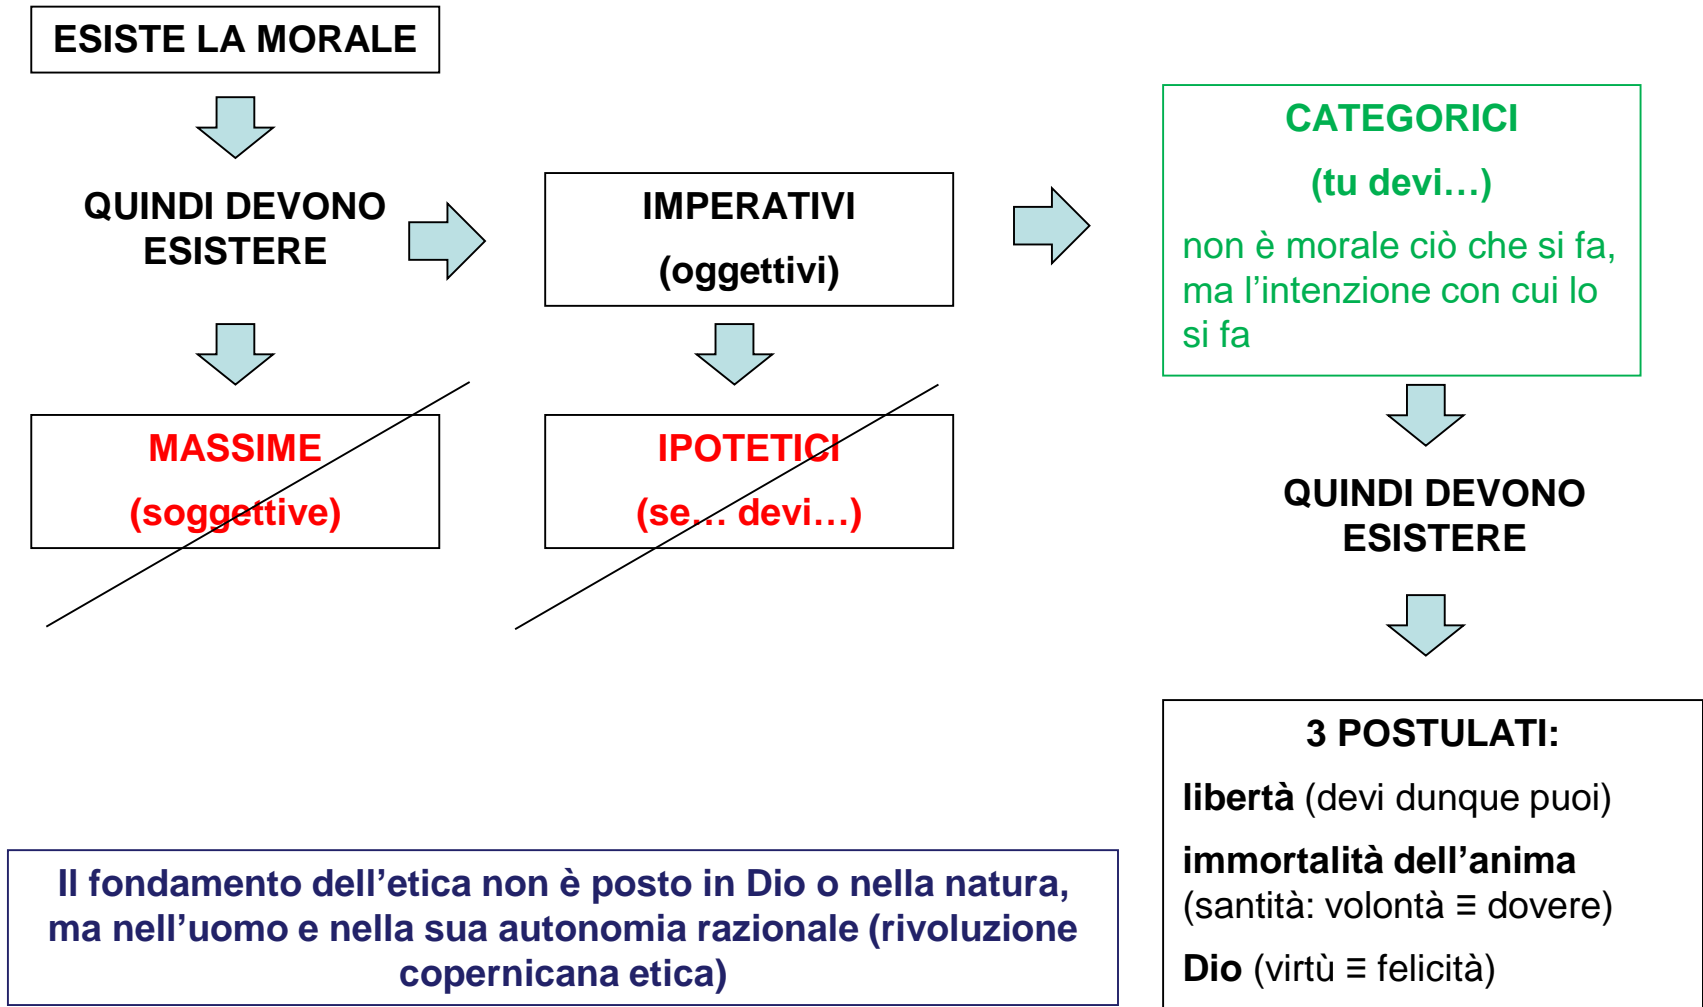 ESISTE LA MORALE
QUINDI DEVONO
ESISTERE
IMPERATIVI
(oggettivi)
CATEGORICI
(tu devi…)
non è morale ciò che si fa,
ma l’intenzione con cui lo
si fa
MASSIME
(soggettive)
IPOTETICI
(se… devi…)
QUINDI DEVONO
ESISTERE
3 POSTULATI:
libertà (devi dunque puoi)
immortalità dell’anima
(santità: volontà ≡ dovere)
Dio (virtù ≡ felicità)
Il fondamento dell’etica non è posto in Dio o nella natura,
ma nell’uomo e nella sua autonomia razionale (rivoluzione
copernicana etica)